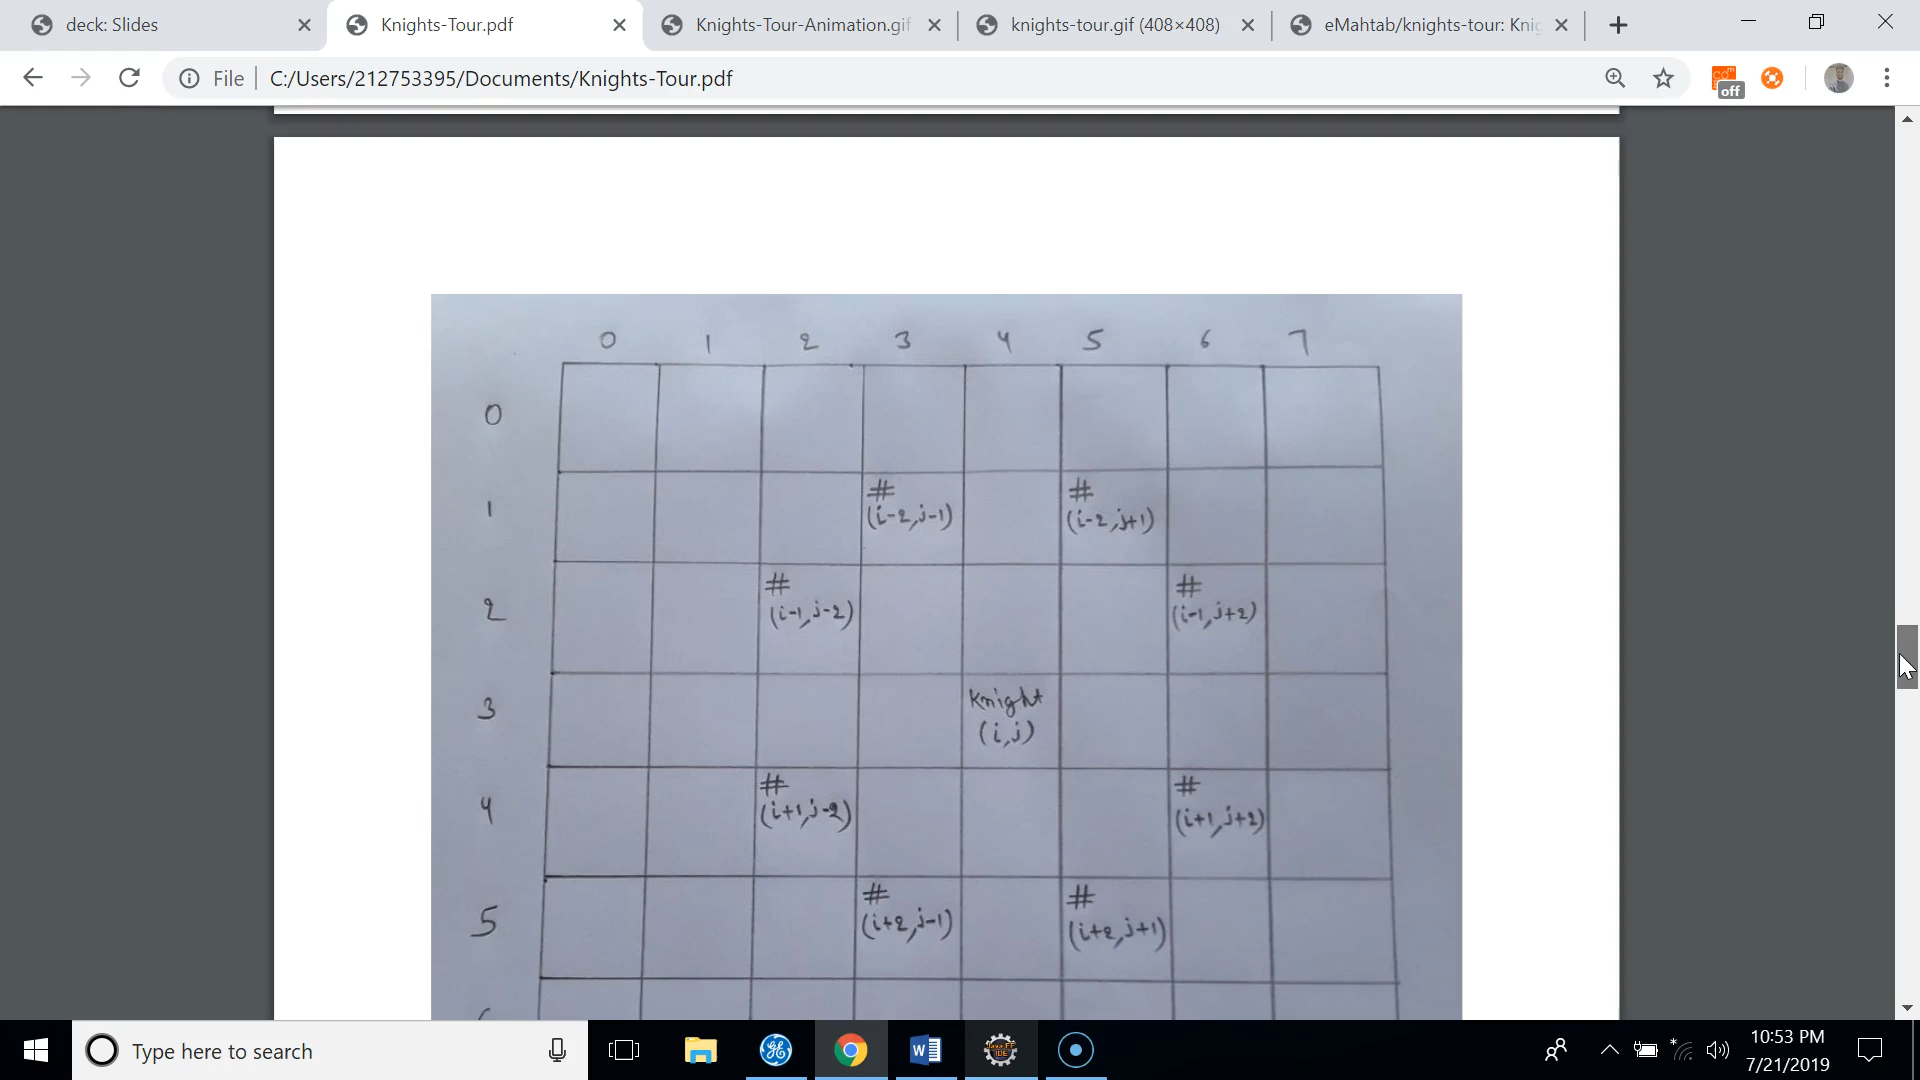 deck: Slides
Knights-Tour.pdf
Knights-Tour-Animation.gif
knights-tour.gif (408×408)
eMahtab/knights-tour: Knig
File
C:/Users/212753395/Documents/Knights-Tour.pdf
off
0 1 2 3 4 5 6 7
0
1
# #
(i-2,j-1) (i-2,j+1)
2
# #
(i-1,j-2) (i-1,j+2)
3
Knight
(i,j)
4
# #
(i+1,j-2) (i+1,j+2)
5
# #
(i+2,j-1) (i+2,j+1)
Type here to search
10:53 PM
7/21/2019